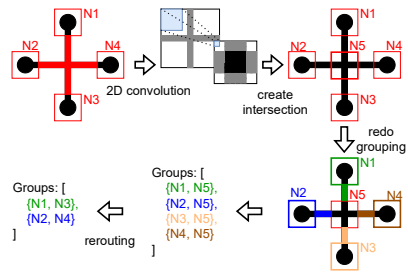 N1
N2
N4
N3
2D convolution
create
intersection
N1
N2
N5
N4
N3
redo
grouping
N1
N2
N5
N4
N3
Groups: [
{N1, N5},
{N2, N5},
{N3, N5},
{N4, N5}
]
rerouting
Groups: [
{N1, N3},
{N2, N4}
]